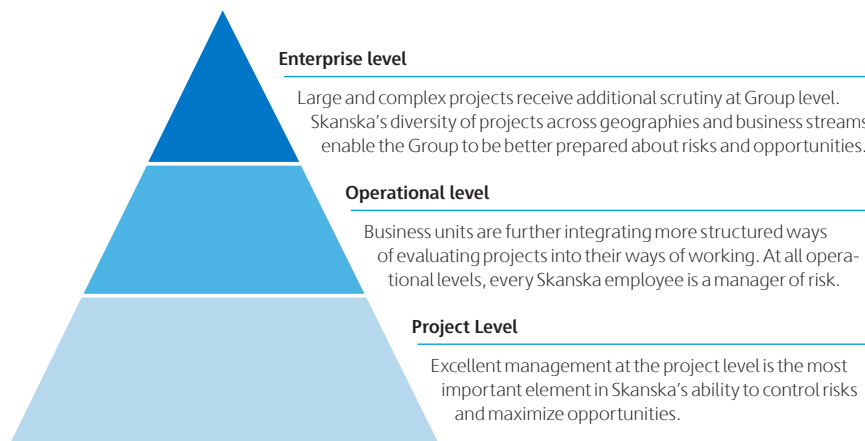 Enterprise level
Large and complex projects receive additional scrutiny at Group level.
Skanska's diversity of projects across geographies and business streams
enable the Group to be better prepared about risks and opportunities.
Operational level
Business units are further integrating more structured ways
of evaluating projects into their ways of working. At all opera-
tional levels, every Skanska employee is a manager of risk.
Project Level
Excellent management at the project level is the most
important element in Skanska's ability to control risks
and maximize opportunities.